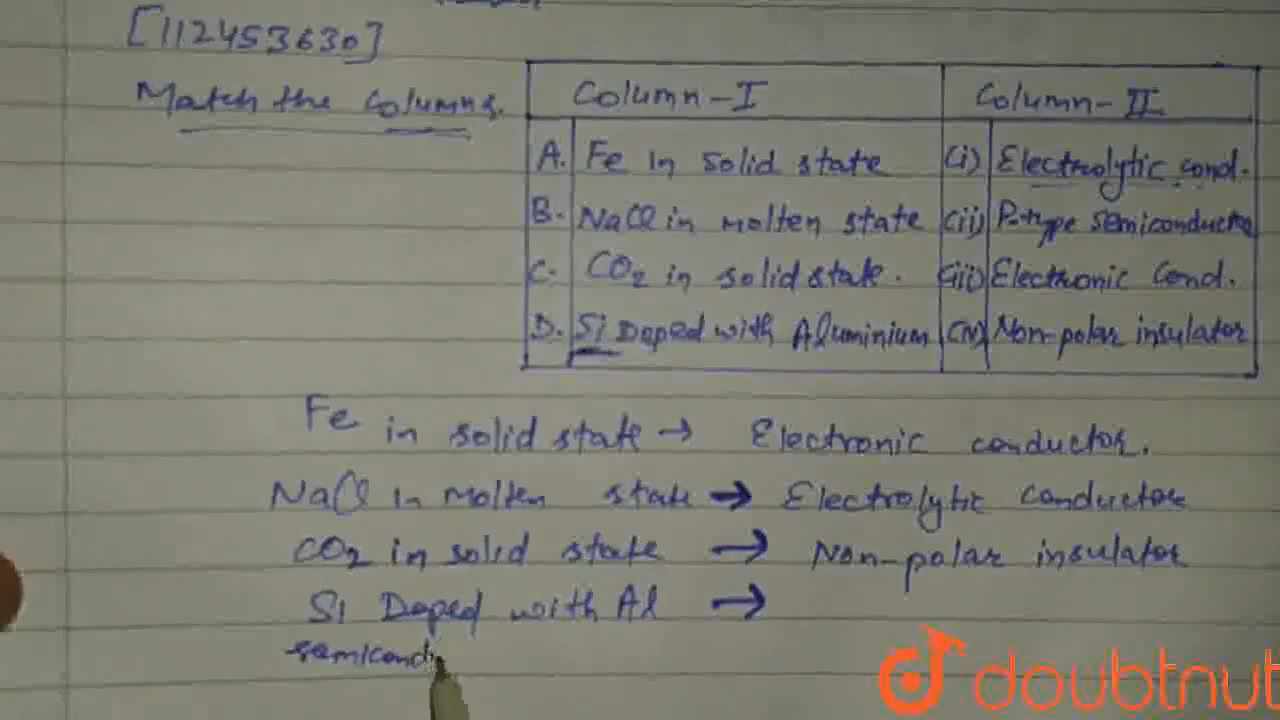 [112453630]
Match the Columns.
Column-I Column-II
A. Fe in solid state (i) Electrolytic cond.
B. NaCl in molten state (ii) P-type semiconducto
C. CO2 in solid state. (iii) Electronic Cond.
D. Si Doped with Aluminium (iv) Non-polar insulator
Fe in solid state → Electronic conductor.
NaCl in Molten state → Electrolytic conductor
CO2 in solid state → Non-polar insulator
Si Doped with Al →
semicond
doubtnut